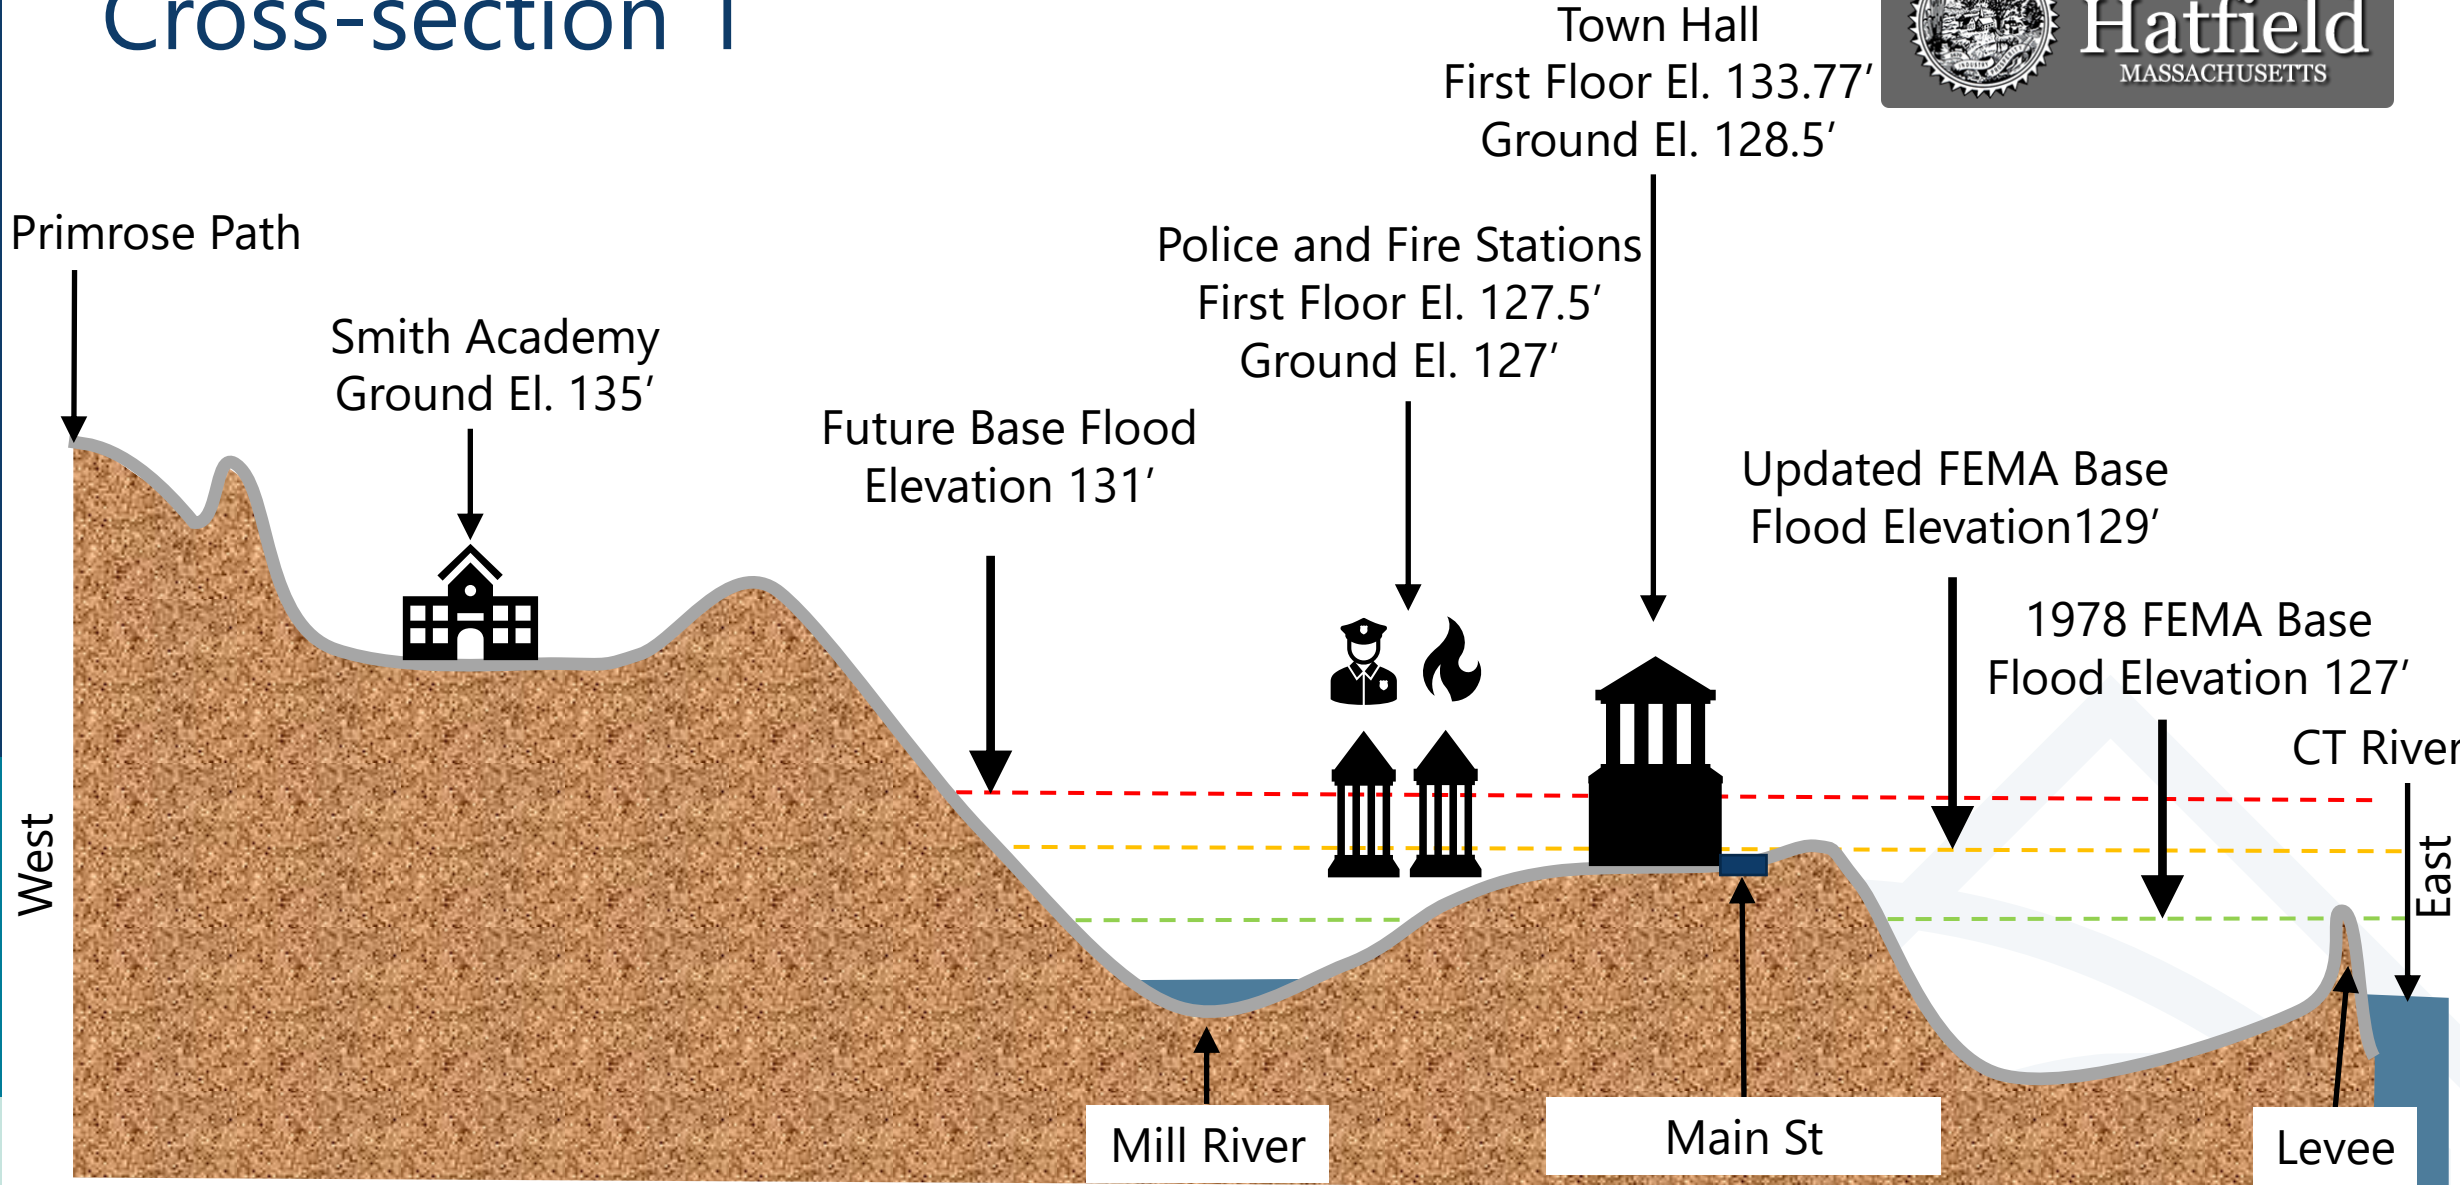 Cross-section 1
Hatfield
MASSACHUSETTS
Town Hall
First Floor El. 133.77’
Ground El. 128.5’
Primrose Path
Police and Fire Stations
First Floor El. 127.5’
Ground El. 127’
Smith Academy
Ground El. 135’
Future Base Flood
Elevation 131’
Updated FEMA Base
Flood Elevation129’
1978 FEMA Base
Flood Elevation 127’
CT River
West
East
Mill River
Main St
Levee